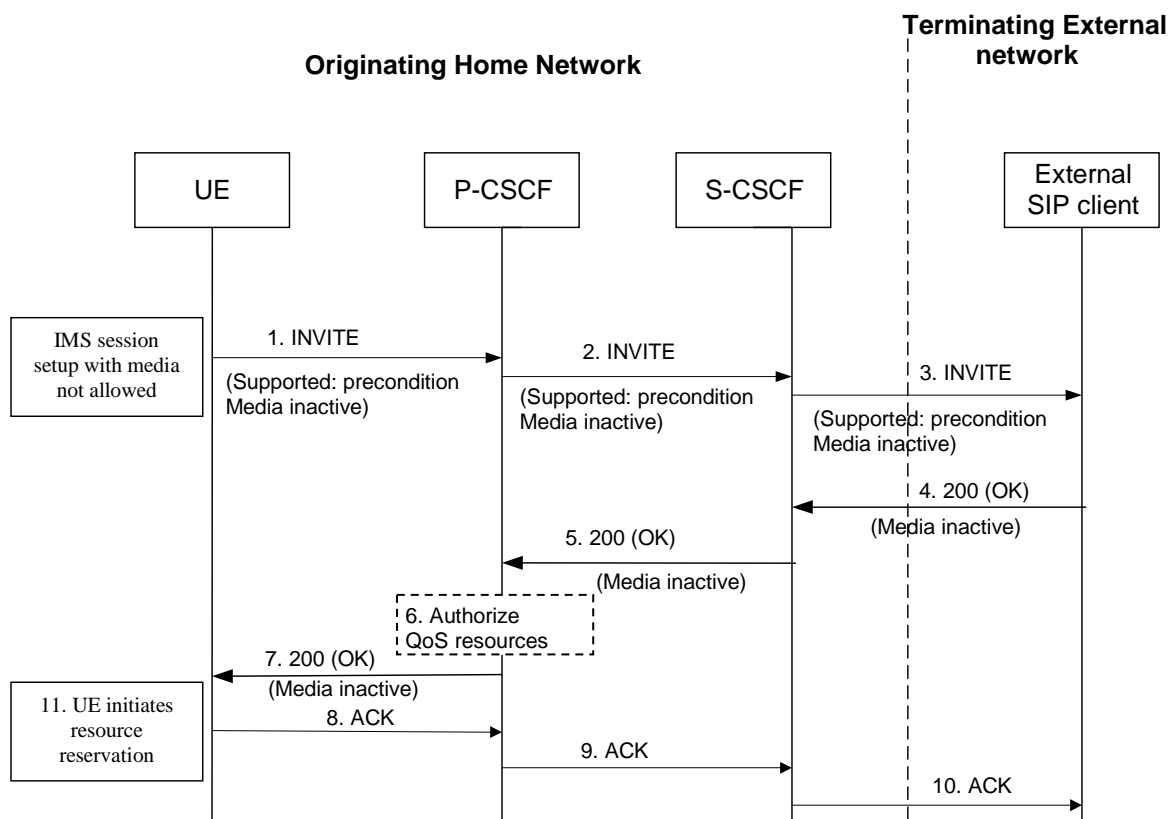 Terminating External
network
Originating Home Network
UE
P-CSCF
S-CSCF
External
SIP client
IMS session
setup with media
not allowed
1. INVITE
(Supported: precondition
Media inactive)
2. INVITE
(Supported: precondition
Media inactive)
3. INVITE
(Supported: precondition
Media inactive)
4. 200 (OK)
(Media inactive)
5. 200 (OK)
(Media inactive)
6. Authorize
QoS resources
7. 200 (OK)
(Media inactive)
11. UE initiates
resource
reservation
8. ACK
9. ACK
10. ACK